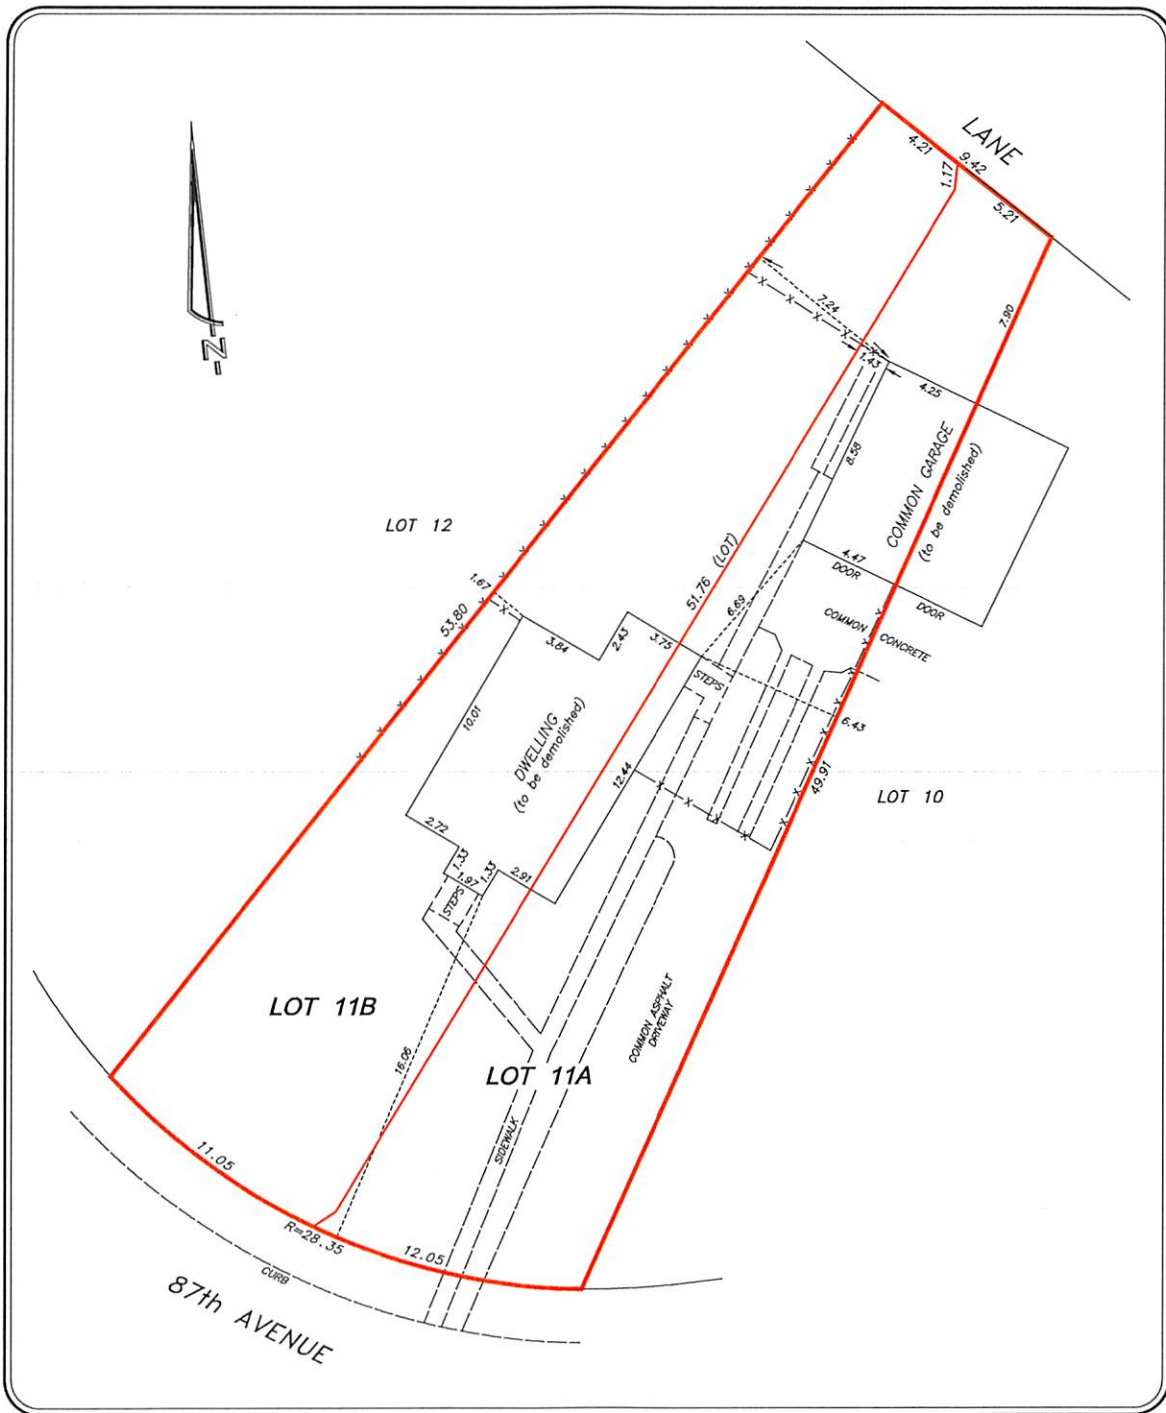 LANE
4.21
9.42
1.17
5.21
7.90
N
7.24
1.43
4.25
8.58
COMMON GARAGE
(to be demolished)
LOT 12
51.76 (LOT)
4.47
DOOR
DOOR
1.67
53.80
6.69
COMMON
CONCRETE
3.84
2.43
3.75
STEPS
6.43
10.01
DWELLING
(to be demolished)
12.44
49.91
LOT 10
2.72
1.33
1.97
1.33
2.91
STEPS
LOT 11B
COMMON ASPHALT
DRIVEWAY
16.06
LOT 11A
SIDEWALK
11.05
R=28.35
12.05
CURB
87th AVENUE